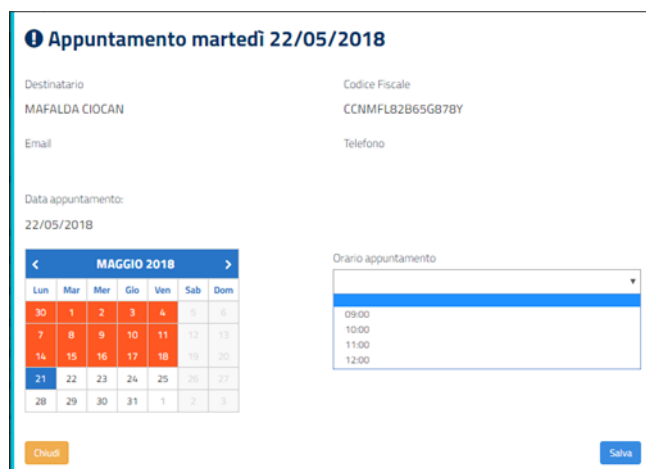 Appuntamento martedì 22/05/2018
Destinatario
Codice Fiscale
MAFALDA CIOCAN
CCNMFL82B65G878Y
Email
Telefono
Data appuntamento:
22/05/2018
MAGGIO 2018
Orario appuntamento
Lun Mar Mer Gio Ven Sab Dom
30 1 2 3 4 5 6
7 8 9 10 11 12 13
14 15 16 17 18 19 20
21 22 23 24 25 26 27
28 29 30 31 1 2 3
09:00
10:00
11:00
12:00
Chiudi
Salva